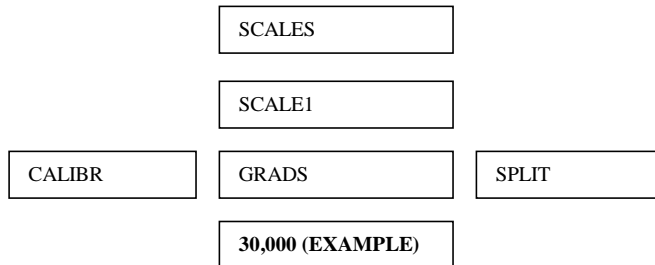 SCALES
SCALE1
CALIBR
GRADS
SPLIT
30,000 (EXAMPLE)